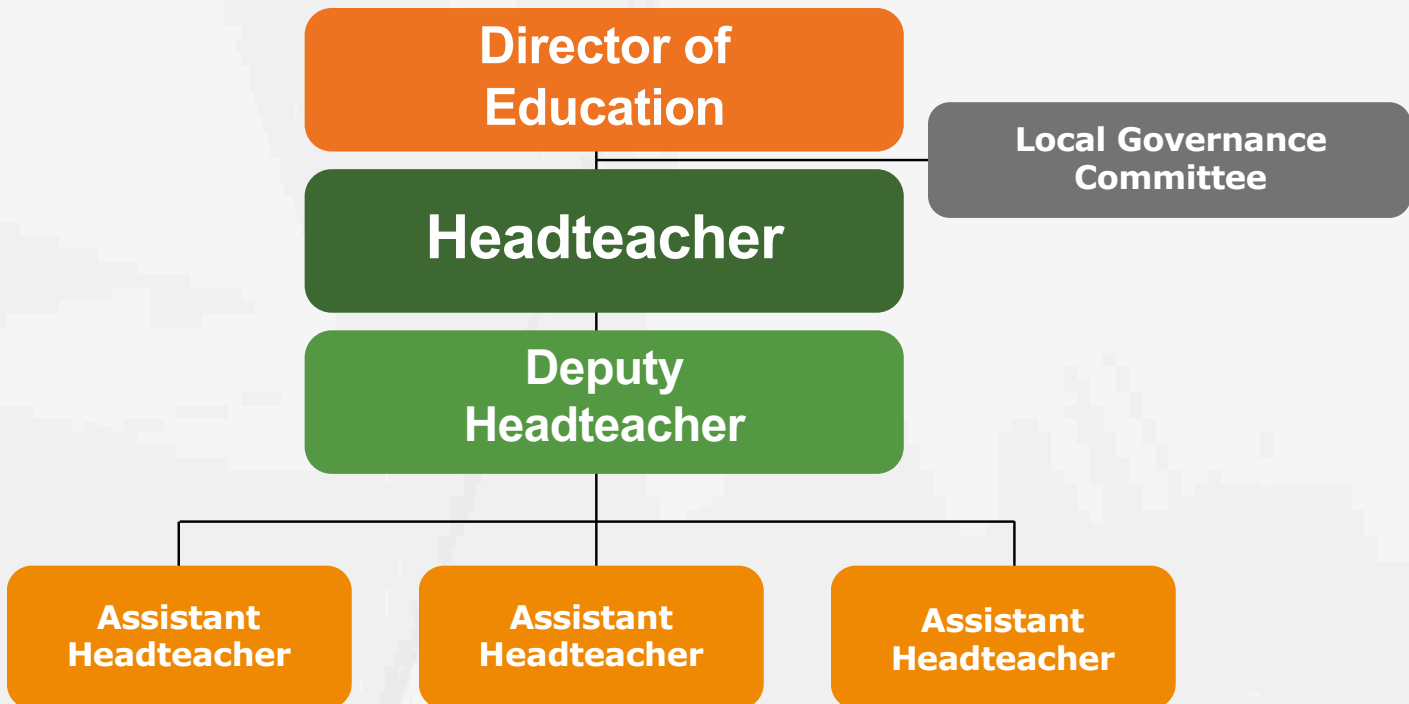 Director of
Education
Local Governance
Committee
Headteacher
Deputy
Headteacher
Assistant
Headteacher
Assistant
Headteacher
Assistant
Headteacher